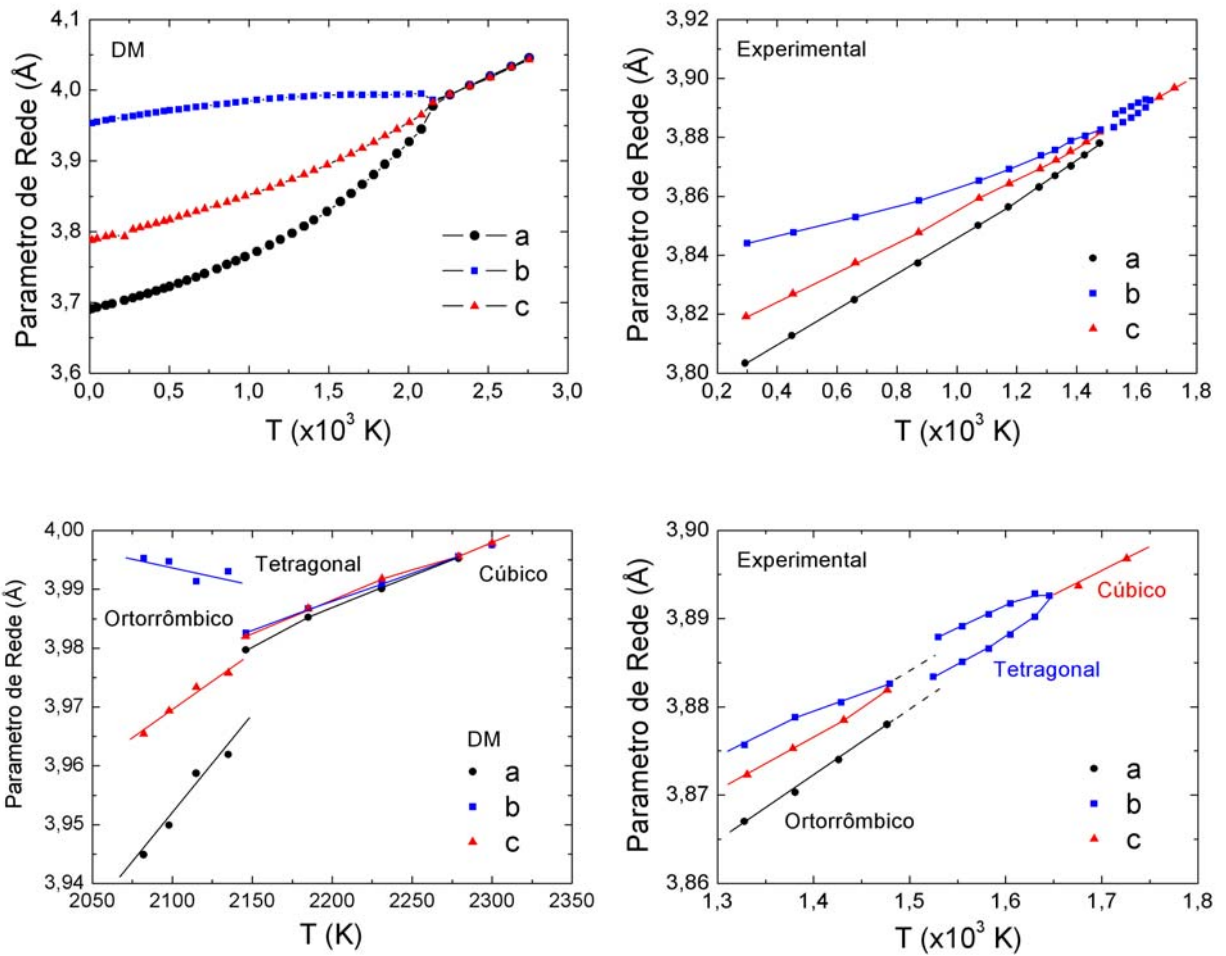 DM
Parametro de Rede (Å)
4,1
4,0
3,9
3,8
3,7
3,6
a
b
c
0,0 0,5 1,0 1,5 2,0 2,5 3,0
T (x10³ K)
Experimental
Parametro de Rede (Å)
3,92
3,90
3,88
3,86
3,84
3,82
3,80
a
b
c
0,2 0,4 0,6 0,8 1,0 1,2 1,4 1,6 1,8
T (x10³ K)
Parametro de Rede (Å)
4,00
3,99
3,98
3,97
3,96
3,95
3,94
Tetragonal
Cúbico
Ortorrômbico
DM
a
b
c
2050 2100 2150 2200 2250 2300 2350
T (K)
Experimental
Parametro de Rede (Å)
3,90
3,89
3,88
3,87
3,86
Cúbico
Tetragonal
Ortorrômbico
a
b
c
1,3 1,4 1,5 1,6 1,7 1,8
T (x10³ K)